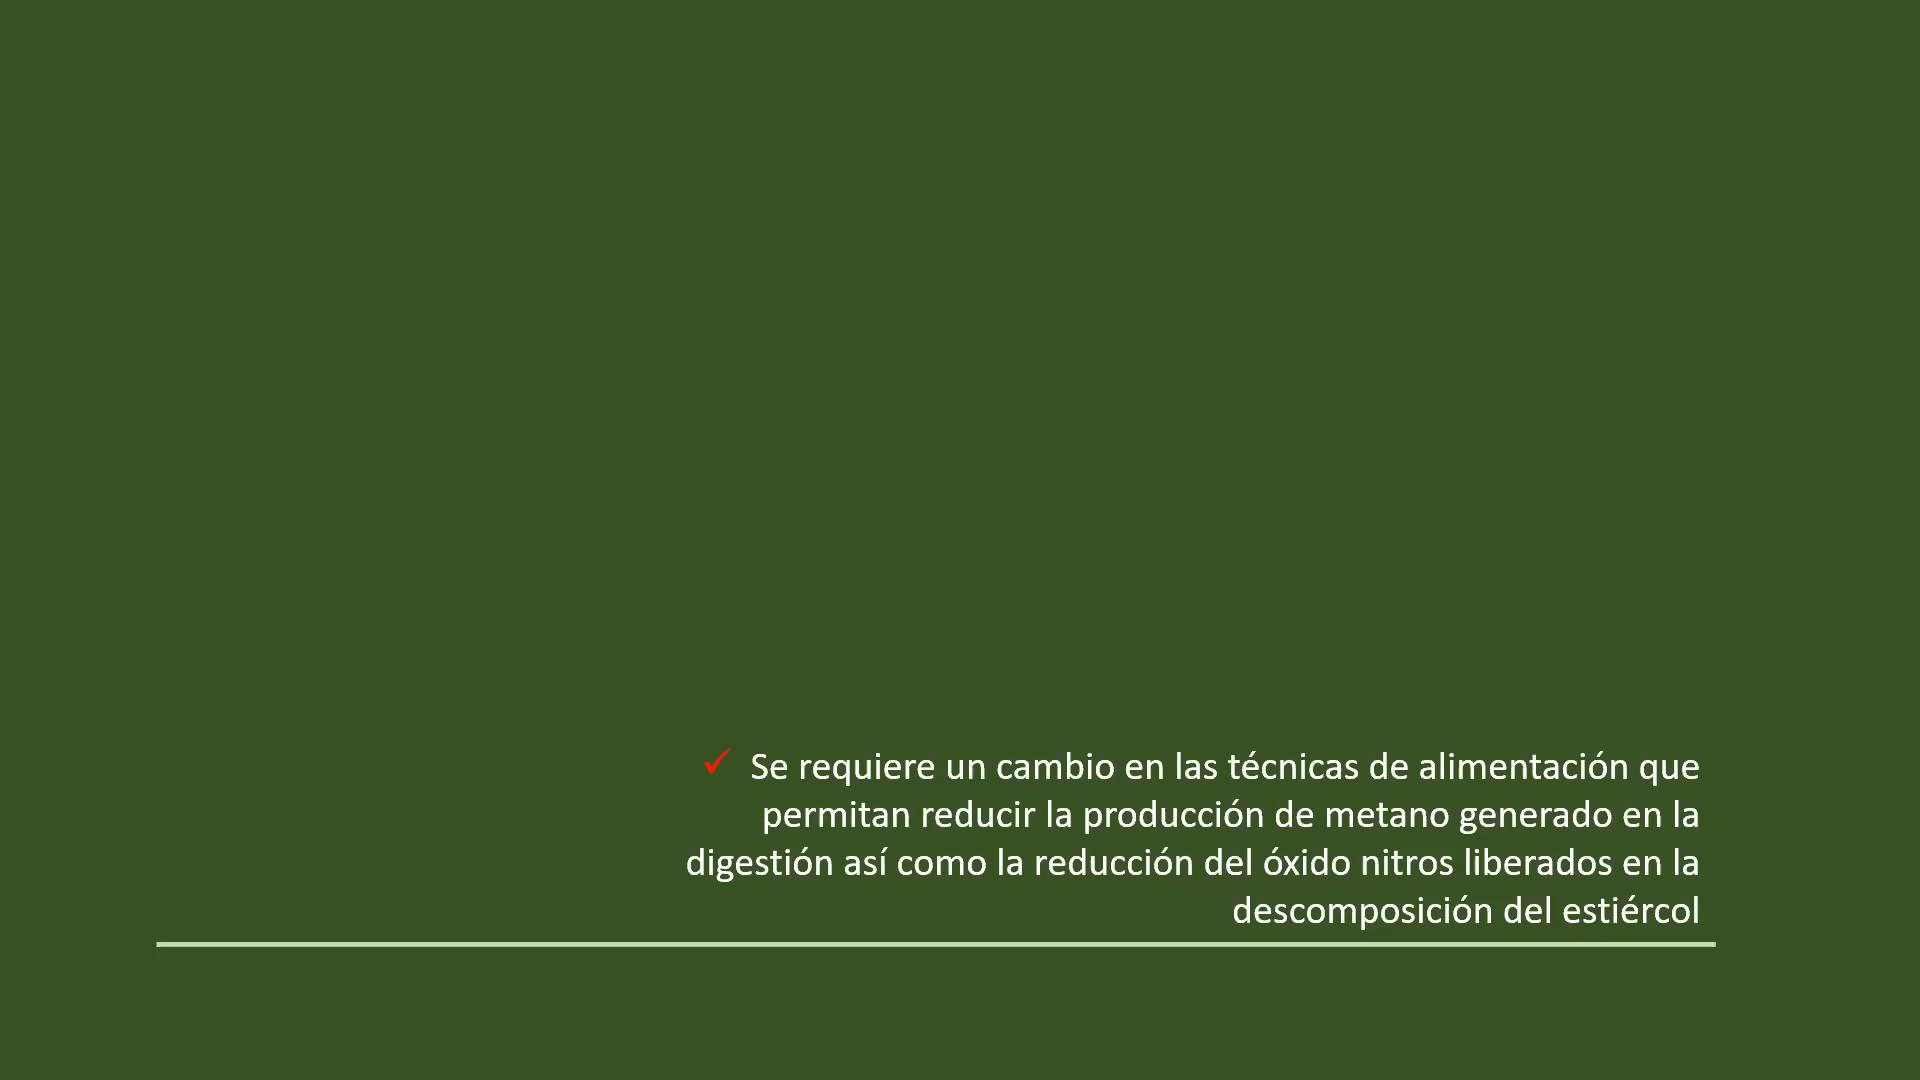 ✓ Se requiere un cambio en las técnicas de alimentación que
permitan reducir la producción de metano generado en la
digestión así como la reducción del óxido nitros liberados en la
descomposición del estiércol